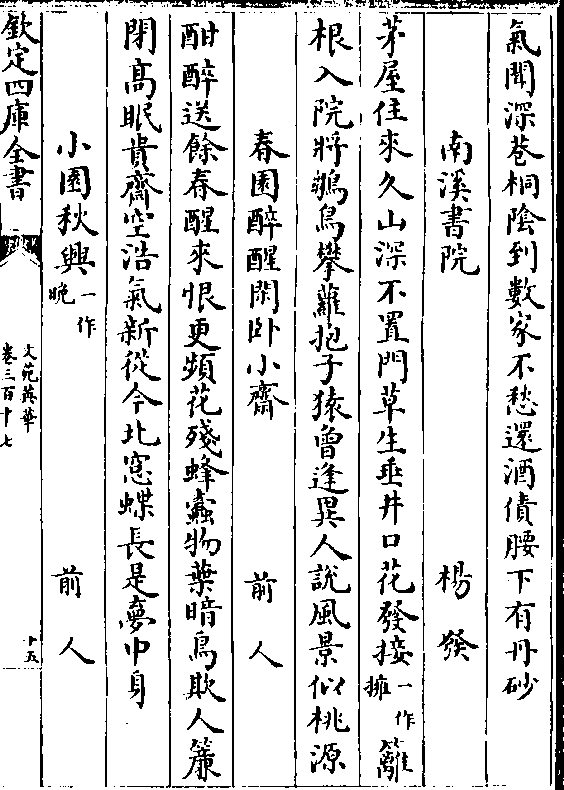 氣聞深巷桐陰到數家不愁還酒債腰下有丹砂
南溪書院　楊發
茅屋住來久山深不置門草生垂井口花發接一作擁籬
根入院將雛鳥攀蘿抱子猿曾逢異人說風景似桃源
春園醉醒閑臥小齋　前人
酣醉送餘春醒來恨更頻花殘蜂蠧物葉暗鳥欺人簾
閉高眠貴齋空浩氣新從今北窓蝶長是夢中身
小園秋興一作晚　前人
欽定四庫全書
文苑英華
卷三百十七
十五